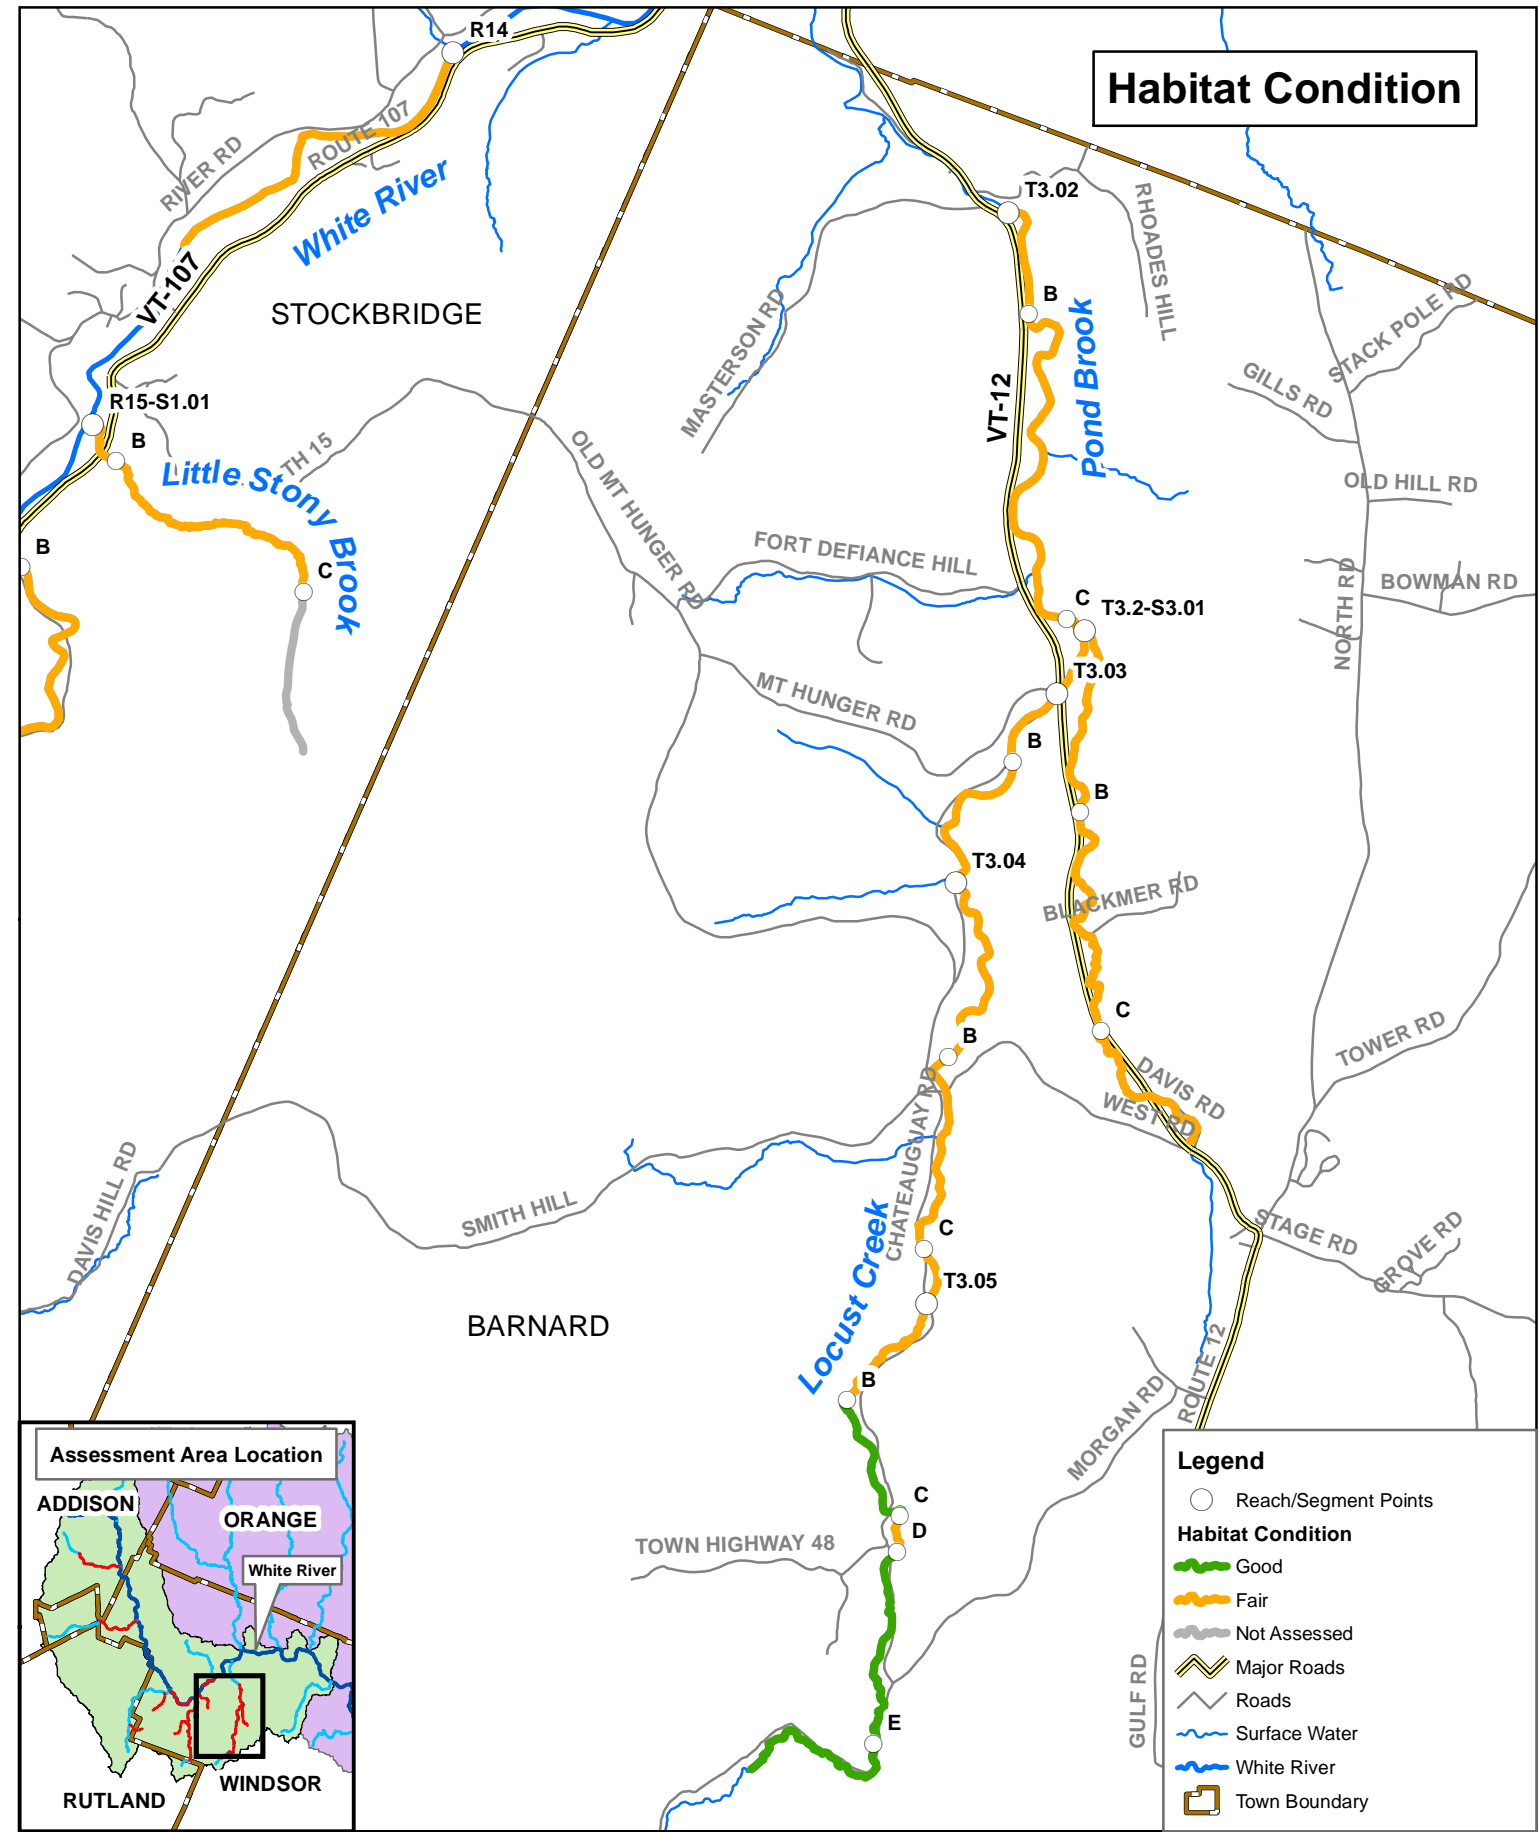 Habitat Condition
R14
RIVER RD
ROUTE 107
White River
VT-107
STOCKBRIDGE
T3.02
RHOADES HILL
B
MASTERSON RD
VT-12
Pond Brook
STACK POLE RD
GILLS RD
R15-S1.01
B
Little Stony Brook
TH 15
OLD MT HUNGER RD
OLD HILL RD
B
C
FORT DEFIANCE HILL
NORTH RD
BOWMAN RD
C
T3.2-S3.01
T3.03
MT HUNGER RD
B
B
T3.04
BLACKMER RD
C
B
TOWER RD
DAVIS RD
WEST RD
CHATEAUGUAY RD
DAVIS HILL RD
SMITH HILL
C
STAGE RD
GROVE RD
T3.05
Locust Creek
BARNARD
B
ROUTE 12
MORGAN RD
C
D
TOWN HIGHWAY 48
GULF RD
E
Assessment Area Location
ADDISON
ORANGE
White River
WINDSOR
RUTLAND
Legend
Reach/Segment Points
Habitat Condition
Good
Fair
Not Assessed
Major Roads
Roads
Surface Water
White River
Town Boundary